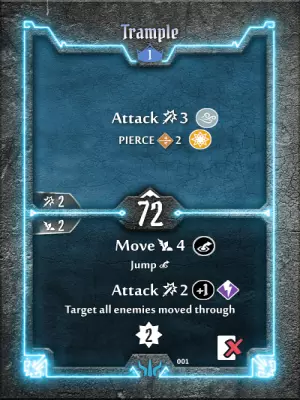 Trample
1
Attack 3
PIERCE 2
2
72
2
Move 4
Jump
Attack 2 +1
Target all enemies moved through
2
001